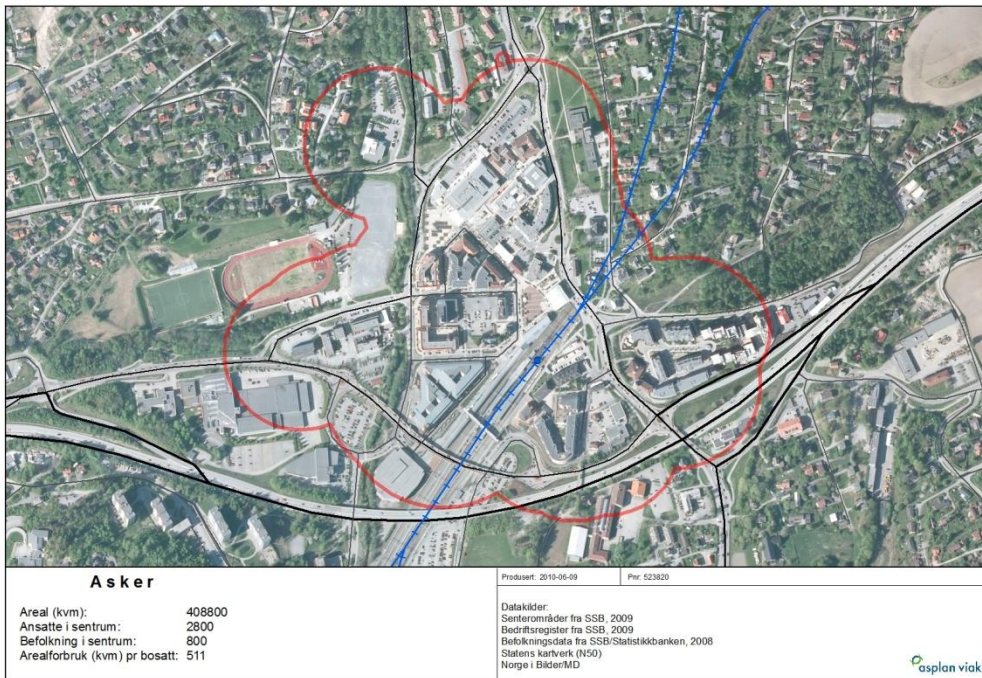 Asker
Areal (kvm): 408800
Ansatte i sentrum: 2800
Befolkning i sentrum: 800
Arealforbruk (kvm) pr bosatt: 511
Produsert: 2010-06-09 Pnr: 523820
Datakilder:
Senterområder fra SSB, 2009
Bedriftsregister fra SSB, 2009
Befolkningsdata fra SSB/Statistikkbanken, 2008
Statens kartverk (N50)
Norge i Bilder/MD
asplan viak